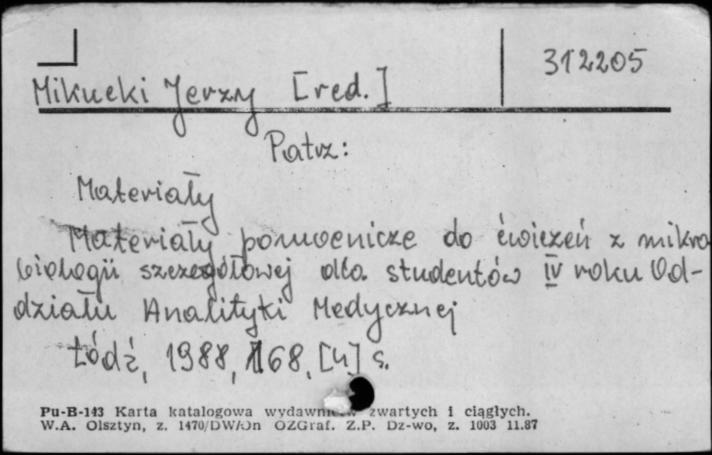 312205
Mikucki Jerzy [red.]
Patrz:
Materiały
Materiały pomocnicze do ćwiczeń z mikro
biologii szczegółowej dla studentów IV roku Od-
działu Analityki Medycznej
Łódź, 1988, 168, [4] s.
Pu-B-143 Karta katalogowa wydawnictw zwartych i ciągłych.
W.A. Olsztyn, z. 1470/DW/On OZGraf. Z.P. Dz-wo, z. 1003 11.87